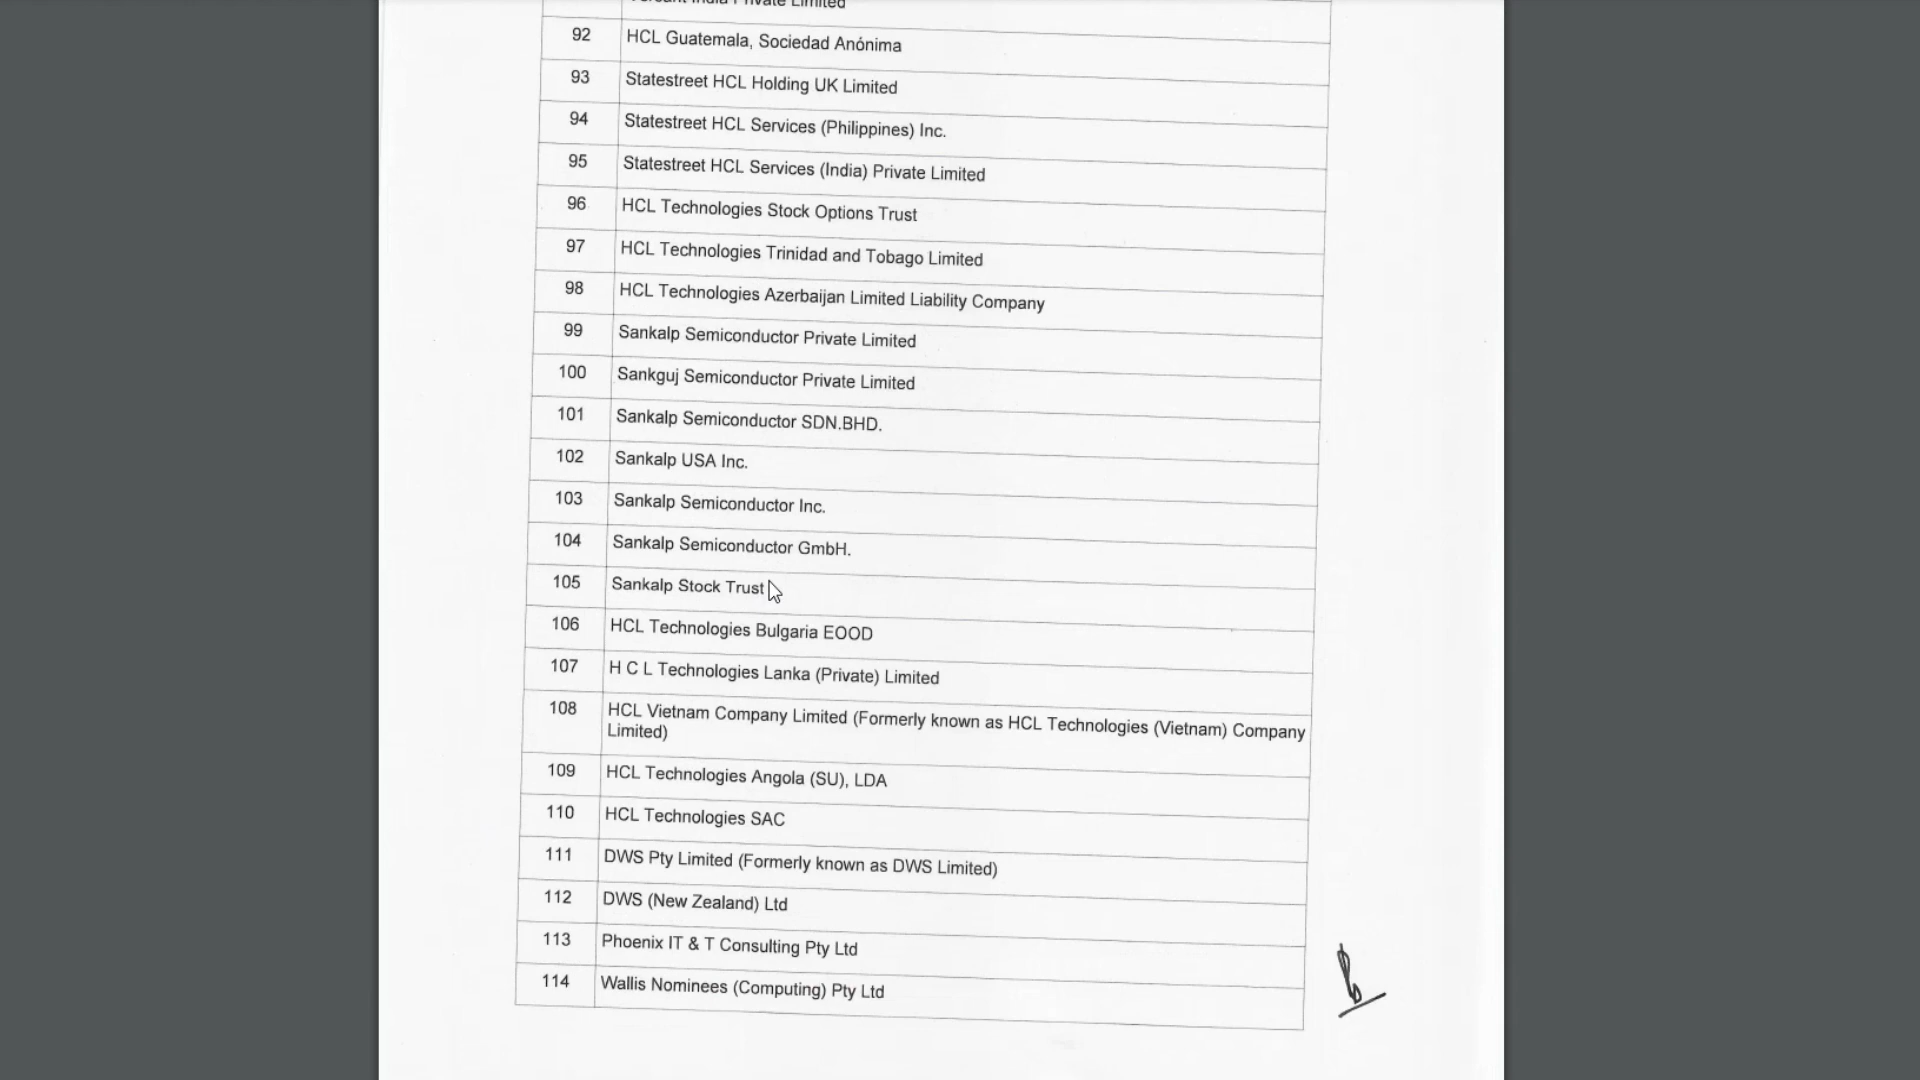 Versant India Private Limited
92 HCL Guatemala, Sociedad Anónima
93 Statestreet HCL Holding UK Limited
94 Statestreet HCL Services (Philippines) Inc.
95 Statestreet HCL Services (India) Private Limited
96 HCL Technologies Stock Options Trust
97 HCL Technologies Trinidad and Tobago Limited
98 HCL Technologies Azerbaijan Limited Liability Company
99 Sankalp Semiconductor Private Limited
100 Sankguj Semiconductor Private Limited
101 Sankalp Semiconductor SDN.BHD.
102 Sankalp USA Inc.
103 Sankalp Semiconductor Inc.
104 Sankalp Semiconductor GmbH.
105 Sankalp Stock Trust
106 HCL Technologies Bulgaria EOOD
107 H C L Technologies Lanka (Private) Limited
108 HCL Vietnam Company Limited (Formerly known as HCL Technologies (Vietnam) Company
Limited)
109 HCL Technologies Angola (SU), LDA
110 HCL Technologies SAC
111 DWS Pty Limited (Formerly known as DWS Limited)
112 DWS (New Zealand) Ltd
113 Phoenix IT & T Consulting Pty Ltd
114 Wallis Nominees (Computing) Pty Ltd